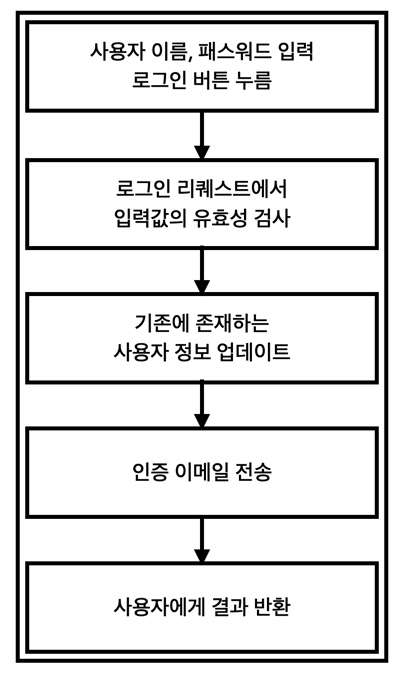 사용자 이름, 패스워드 입력
로그인 버튼 누름
로그인 리퀘스트에서
입력값의 유효성 검사
기존에 존재하는
사용자 정보 업데이트
인증 이메일 전송
사용자에게 결과 반환